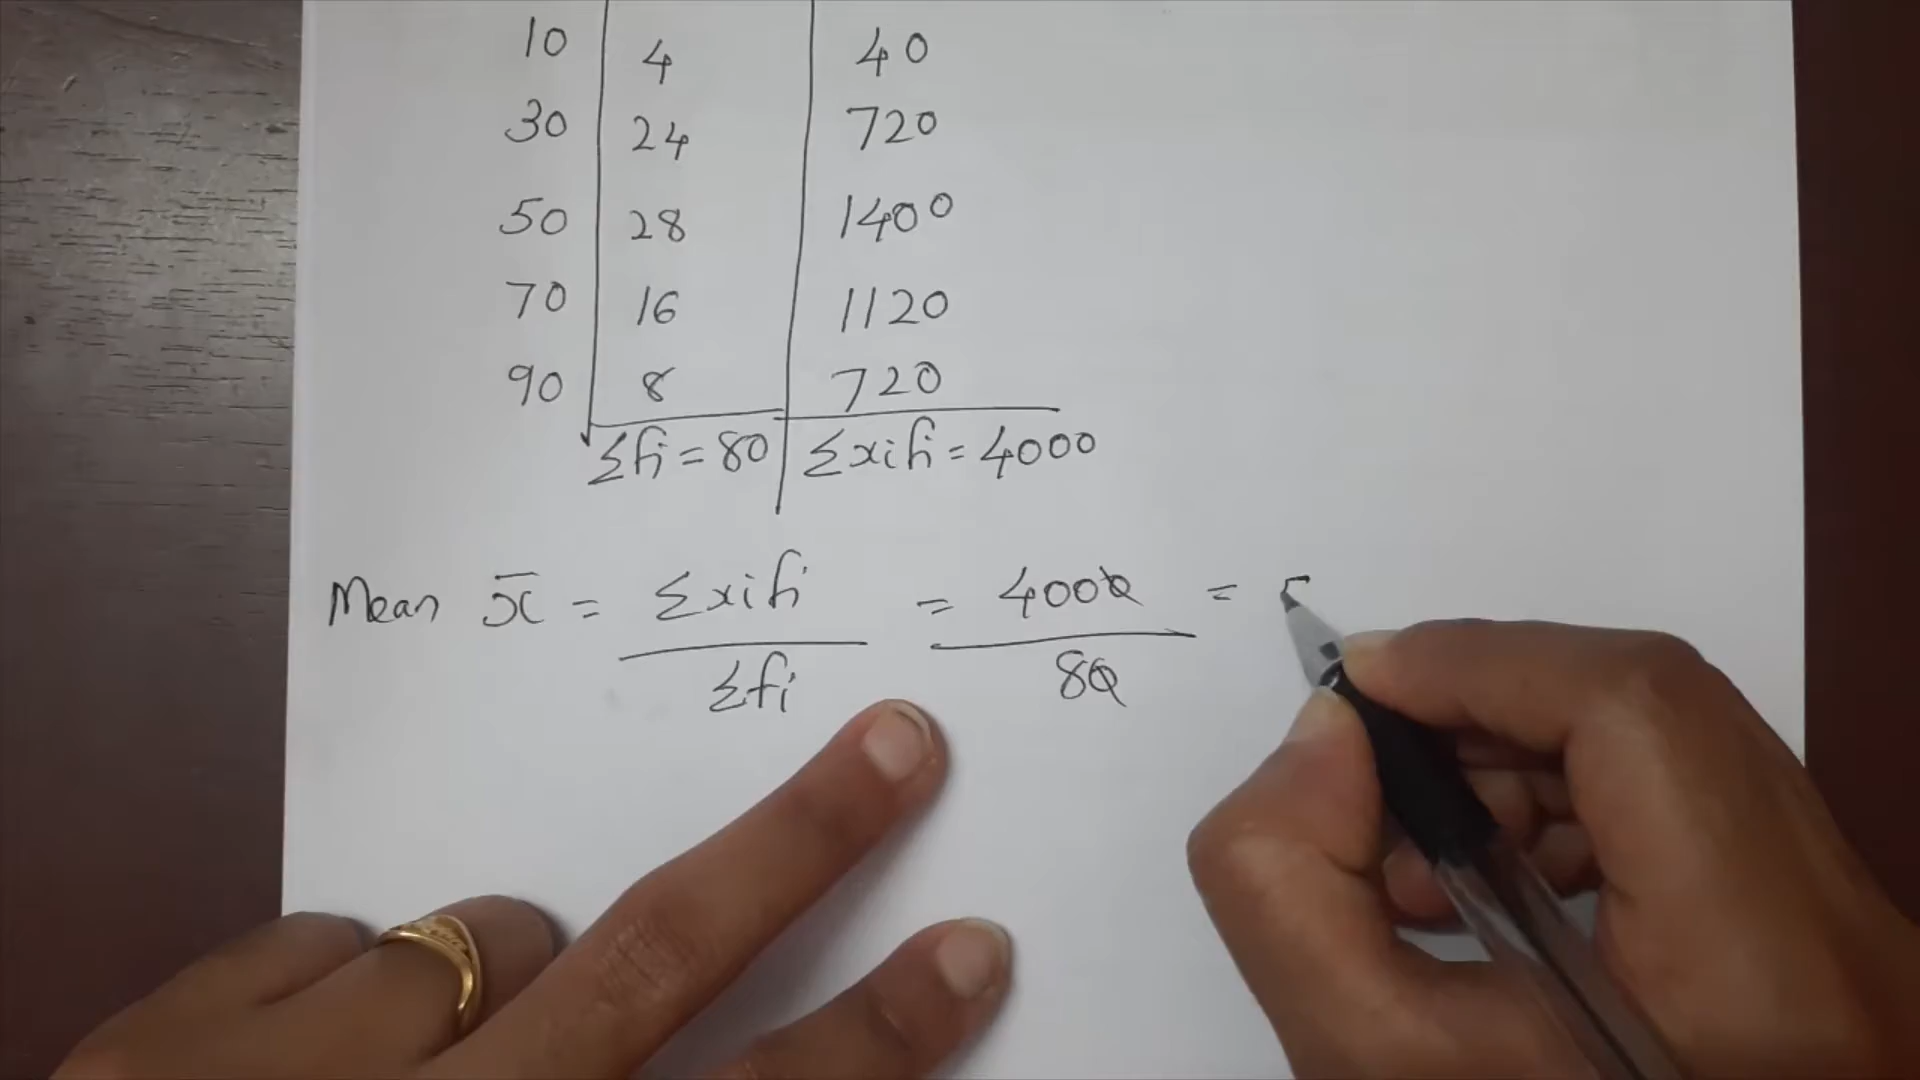 10 4 40
30 24 720
50 28 1400
70 16 1120
90 8 720
Σfi = 80 Σxifi = 4000
Mean x̄ = Σxifi / Σfi = 4000 / 80 = 5